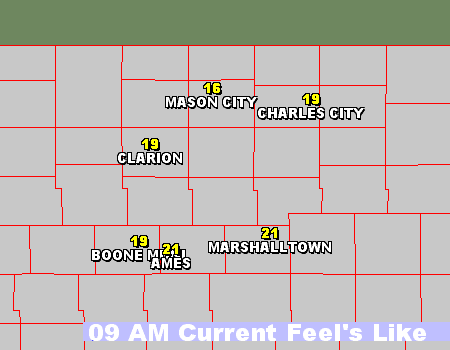 16
MASON CITY
19
CHARLES CITY
19
CLARION
21
MARSHALLTOWN
19
BOONE
21
AMES
09 AM Current Feel's Like